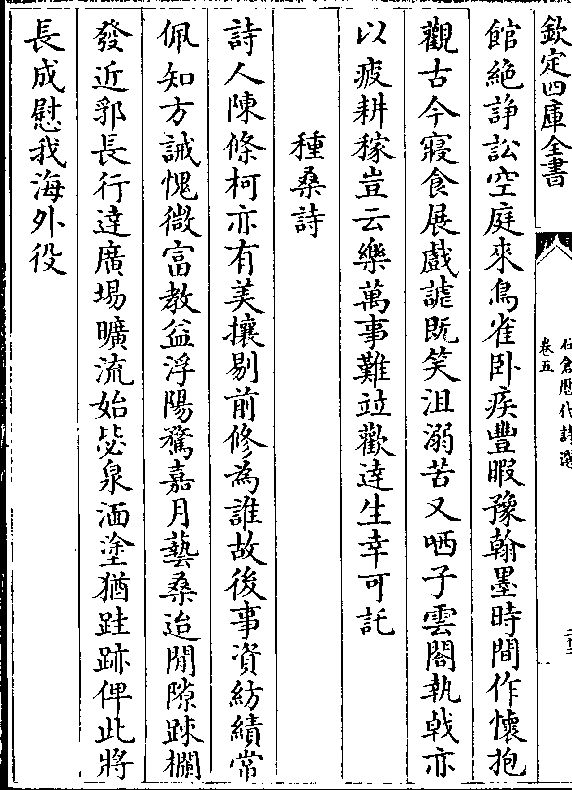 欽定四庫全書
石倉歷代詩選
卷五
館絶諍訟空庭來鳥雀卧疾豐暇豫翰墨時間作懷抱
觀古今寢食展戲謔既笑沮溺苦又哂子雲閣執戟亦
以疲耕稼豈云樂萬事難竝歡達生幸可託
種桑詩
詩人陳條柯亦有美攘剔前修為誰故後事資紡績常
佩知方誡愧微富教益浮陽騖嘉月藝桑迨閒隙踈欄
發近郛長行達廣場曠流始毖泉湎塗猶跬跡俾此將
長成慰我海外役